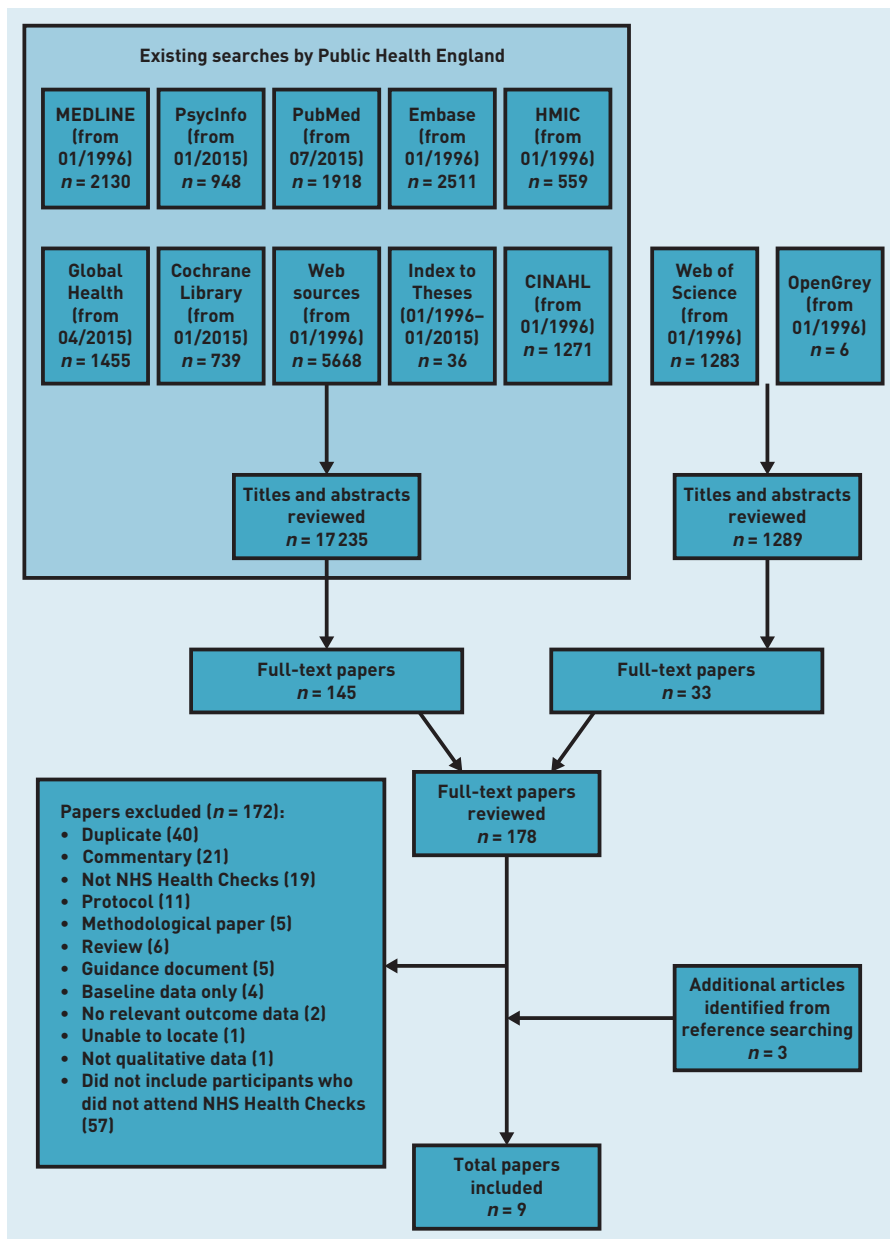 Existing searches by Public Health England
MEDLINE
(from
01/1996)
n = 2130
PsycInfo
(from
01/2015)
n = 948
PubMed
(from
07/2015)
n = 1918
Embase
(from
01/1996)
n = 2511
HMIC
(from
01/1996)
n = 559
Global
Health
(from
04/2015)
n = 1455
Cochrane
Library
(from
01/2015)
n = 739
Web
sources
(from
01/1996)
n = 5668
Index to
Theses
(01/1996–
01/2015)
n = 36
CINAHL
(from
01/1996)
n = 1271
Web of
Science
(from
01/1996)
n = 1283
OpenGrey
(from
01/1996)
n = 6
Titles and abstracts
reviewed
n = 17 235
Titles and abstracts
reviewed
n = 1289
Full-text papers
n = 145
Full-text papers
n = 33
Full-text papers
reviewed
n = 178
Papers excluded (n = 172):
• Duplicate (40)
• Commentary (21)
• Not NHS Health Checks (19)
• Protocol (11)
• Methodological paper (5)
• Review (6)
• Guidance document (5)
• Baseline data only (4)
• No relevant outcome data (2)
• Unable to locate (1)
• Not qualitative data (1)
• Did not include participants who
did not attend NHS Health Checks
(57)
Additional articles
identified from
reference searching
n = 3
Total papers
included
n = 9